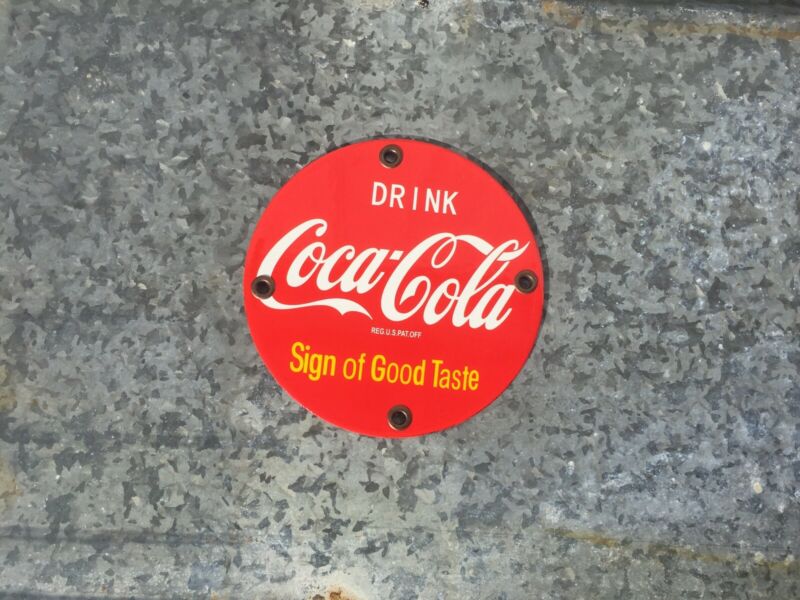 DRINK
Coca-Cola
REG.U.S.PAT.OFF
Sign of Good Taste